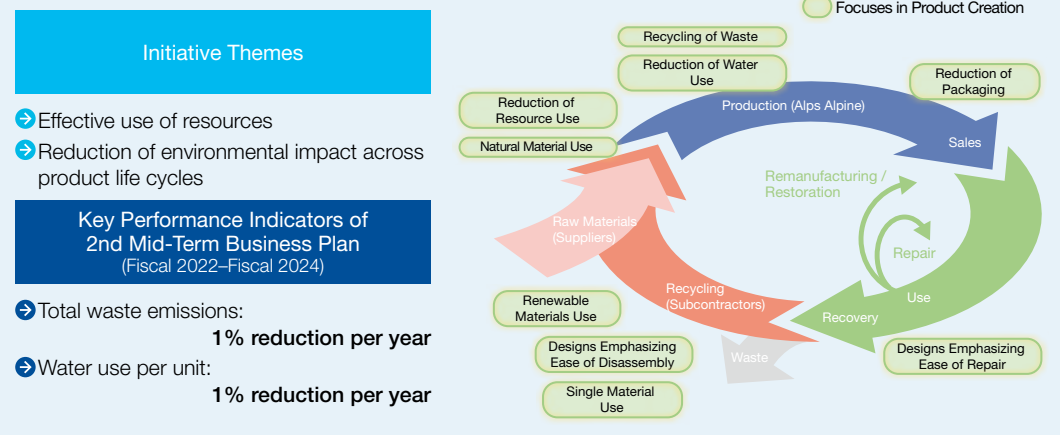 Initiative Themes
Effective use of resources
Reduction of environmental impact across
product life cycles
Key Performance Indicators of
2nd Mid-Term Business Plan
(Fiscal 2022–Fiscal 2024)
Total waste emissions:
1% reduction per year
Water use per unit:
1% reduction per year
Focuses in Product Creation
Recycling of Waste
Reduction of Water
Use
Reduction of
Packaging
Reduction of
Resource Use
Natural Material Use
Production (Alps Alpine)
Sales
Remanufacturing /
Restoration
Repair
Raw Materials
(Suppliers)
Recycling
(Subcontractors)
Use
Recovery
Waste
Renewable
Materials Use
Designs Emphasizing
Ease of Disassembly
Single Material
Use
Designs Emphasizing
Ease of Repair